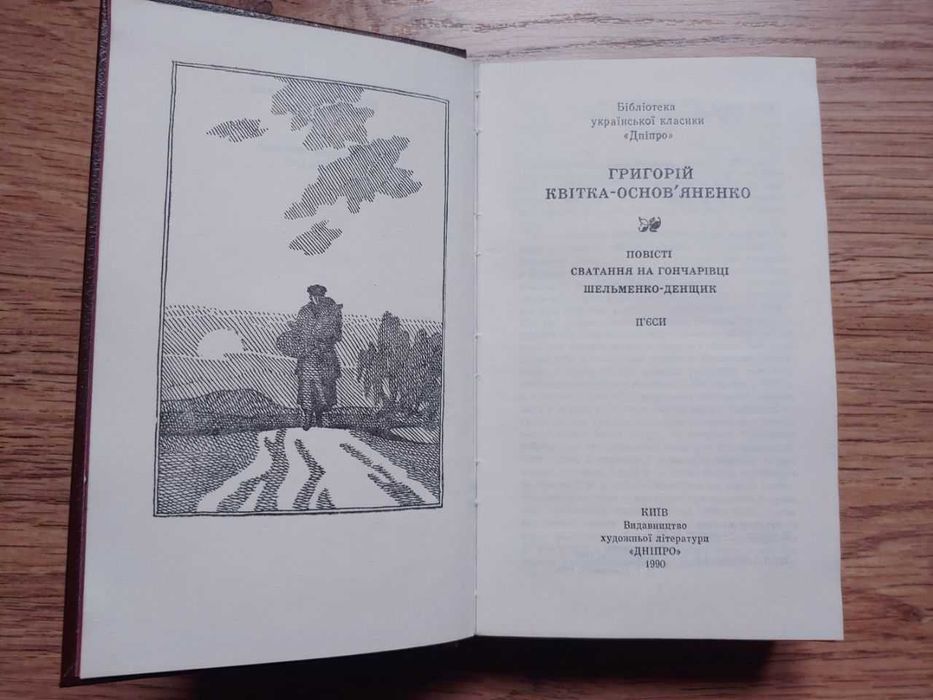 Бібліотека
української класики
«Дніпро»
ГРИГОРІЙ
КВІТКА-ОСНОВ'ЯНЕНКО
ПОВІСТІ
СВАТАННЯ НА ГОНЧАРІВЦІ
ШЕЛЬМЕНКО-ДЕНЩИК
П'ЄСИ
КИЇВ
Видавництво
художньої літератури
«ДНІПРО»
1990